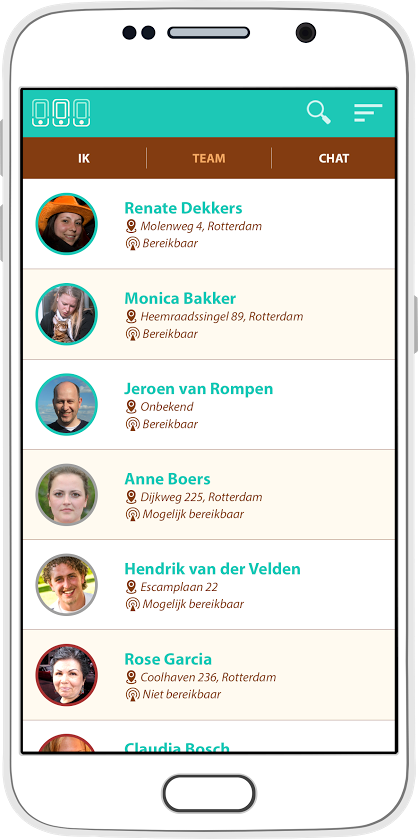 IK
TEAM
CHAT
Renate Dekkers
Molenweg 4, Rotterdam
Bereikbaar
Monica Bakker
Heemraadssingel 89, Rotterdam
Bereikbaar
Jeroen van Rompen
Onbekend
Bereikbaar
Anne Boers
Dijkweg 225, Rotterdam
Mogelijk bereikbaar
Hendrik van der Velden
Escamplaan 22
Mogelijk bereikbaar
Rose Garcia
Coolhaven 236, Rotterdam
Niet bereikbaar
Claudia Bosch